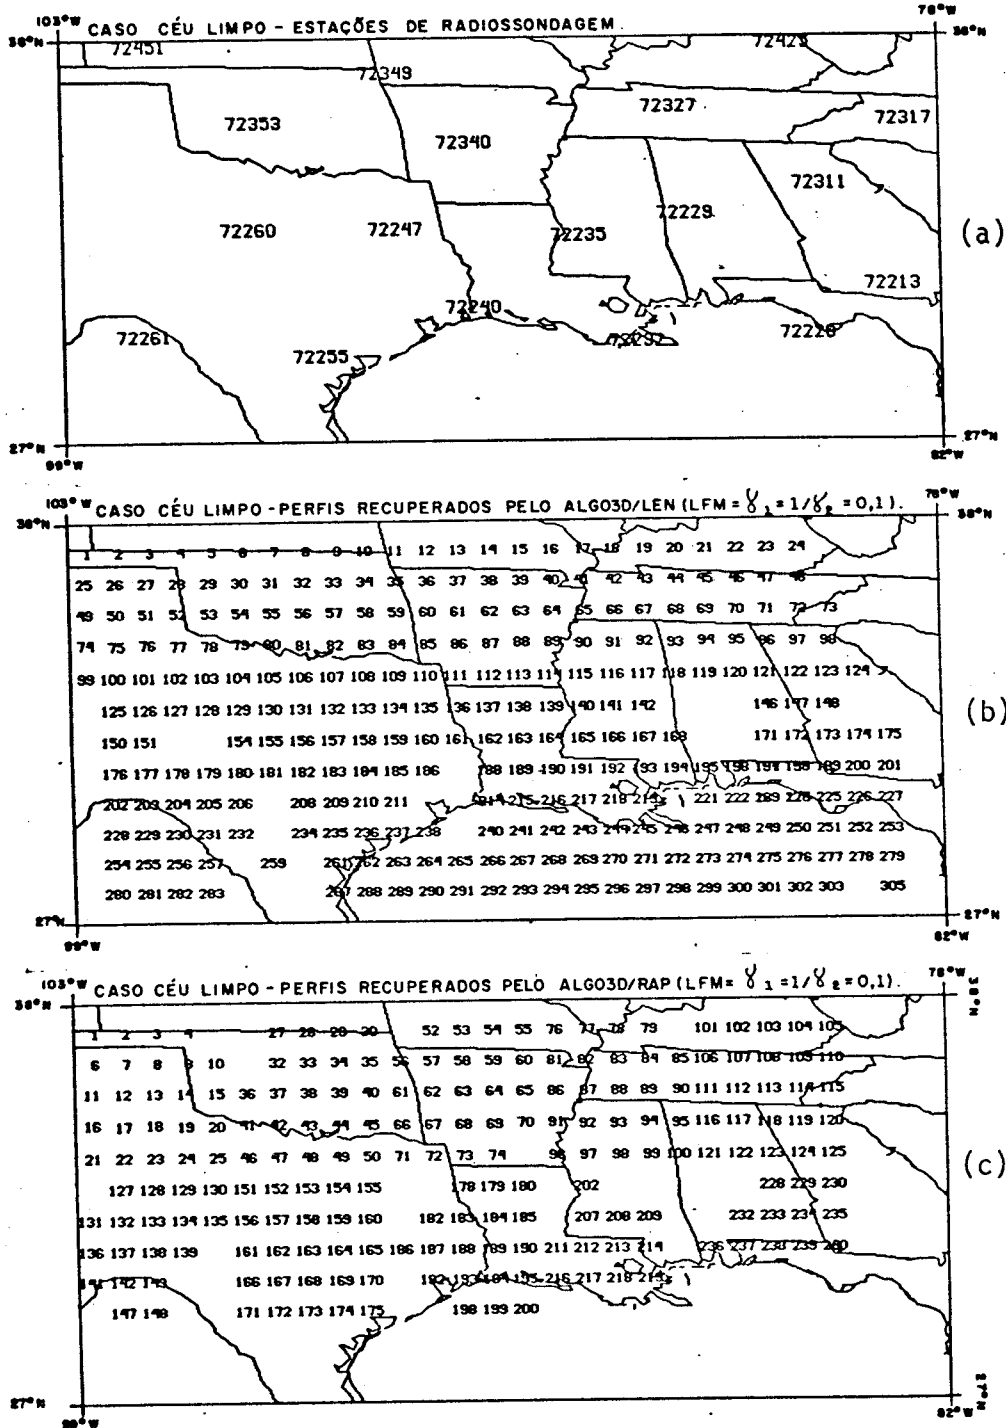 103°W CASO CÉU LIMPO - ESTAÇÕES DE RADIOSSONDAGEM. 78°W
38°N 72451 72425 38°N
72349
72327
72353 72317
72340
72311
72229
72260 72247 72235
(a)
72213
72240
72261 72220
72255
27°N 27°N
99°W 82°W
103°W CASO CÉU LIMPO - PERFIS RECUPERADOS PELO ALGO3D/LEN (LFM = γ₁ = 1/γ₂ = 0,1). 78°W
38°N 38°N
1 2 3 4 5 6 7 8 9 10 11 12 13 14 15 16 17 18 19 20 21 22 23 24
25 26 27 28 29 30 31 32 33 34 35 36 37 38 39 40 41 42 43 44 45 46 47 48
49 50 51 52 53 54 55 56 57 58 59 60 61 62 63 64 65 66 67 68 69 70 71 72 73
74 75 76 77 78 79 80 81 82 83 84 85 86 87 88 89 90 91 92 93 94 95 96 97 98
99 100 101 102 103 104 105 106 107 108 109 110 111 112 113 114 115 116 117 118 119 120 121 122 123 124
125 126 127 128 129 130 131 132 133 134 135 136 137 138 139 140 141 142 146 147 148
(b)
150 151 154 155 156 157 158 159 160 161 162 163 164 165 166 167 168 171 172 173 174 175
176 177 178 179 180 181 182 183 184 185 186 188 189 190 191 192 193 194 195 198 199 200 201
202 203 204 205 206 208 209 210 211 214 215 216 217 218 219 221 222 225 226 227
228 229 230 231 232 234 235 236 237 238 240 241 242 243 244 245 246 247 248 249 250 251 252 253
254 255 256 257 259 261 262 263 264 265 266 267 268 269 270 271 272 273 274 275 276 277 278 279
280 281 282 283 287 288 289 290 291 292 293 294 295 296 297 298 299 300 301 302 303 305
27°N 27°N
99°W 82°W
103°W CASO CÉU LIMPO - PERFIS RECUPERADOS PELO ALGO3D/RAP (LFM = γ₁ = 1/γ₂ = 0,1). 78°W
38°N 38°N
1 2 3 4 27 28 29 30 52 53 54 55 76 77 78 79 101 102 103 104 105
6 7 8 9 10 32 33 34 35 56 57 58 59 60 81 82 83 84 85 106 107 108 109 110
11 12 13 14 15 36 37 38 39 40 61 62 63 64 65 86 87 88 89 90 111 112 113 114 115
16 17 18 19 20 41 42 43 44 45 66 67 68 69 70 91 92 93 94 95 116 117 118 119 120
21 22 23 24 25 46 47 48 49 50 71 72 73 74 96 97 98 99 100 121 122 123 124 125
(c)
127 128 129 130 151 152 153 154 155 178 179 180 202 228 229 230
131 132 133 134 135 156 157 158 159 160 182 183 184 185 207 208 209 232 233 234 235
136 137 138 139 161 162 163 164 165 186 187 188 189 190 211 212 213 214 236 237 238 239 240
141 142 143 166 167 168 169 170 192 193 194 195 216 217 218 219
147 148 171 172 173 174 175 198 199 200
27°N 27°N
99°W 82°W